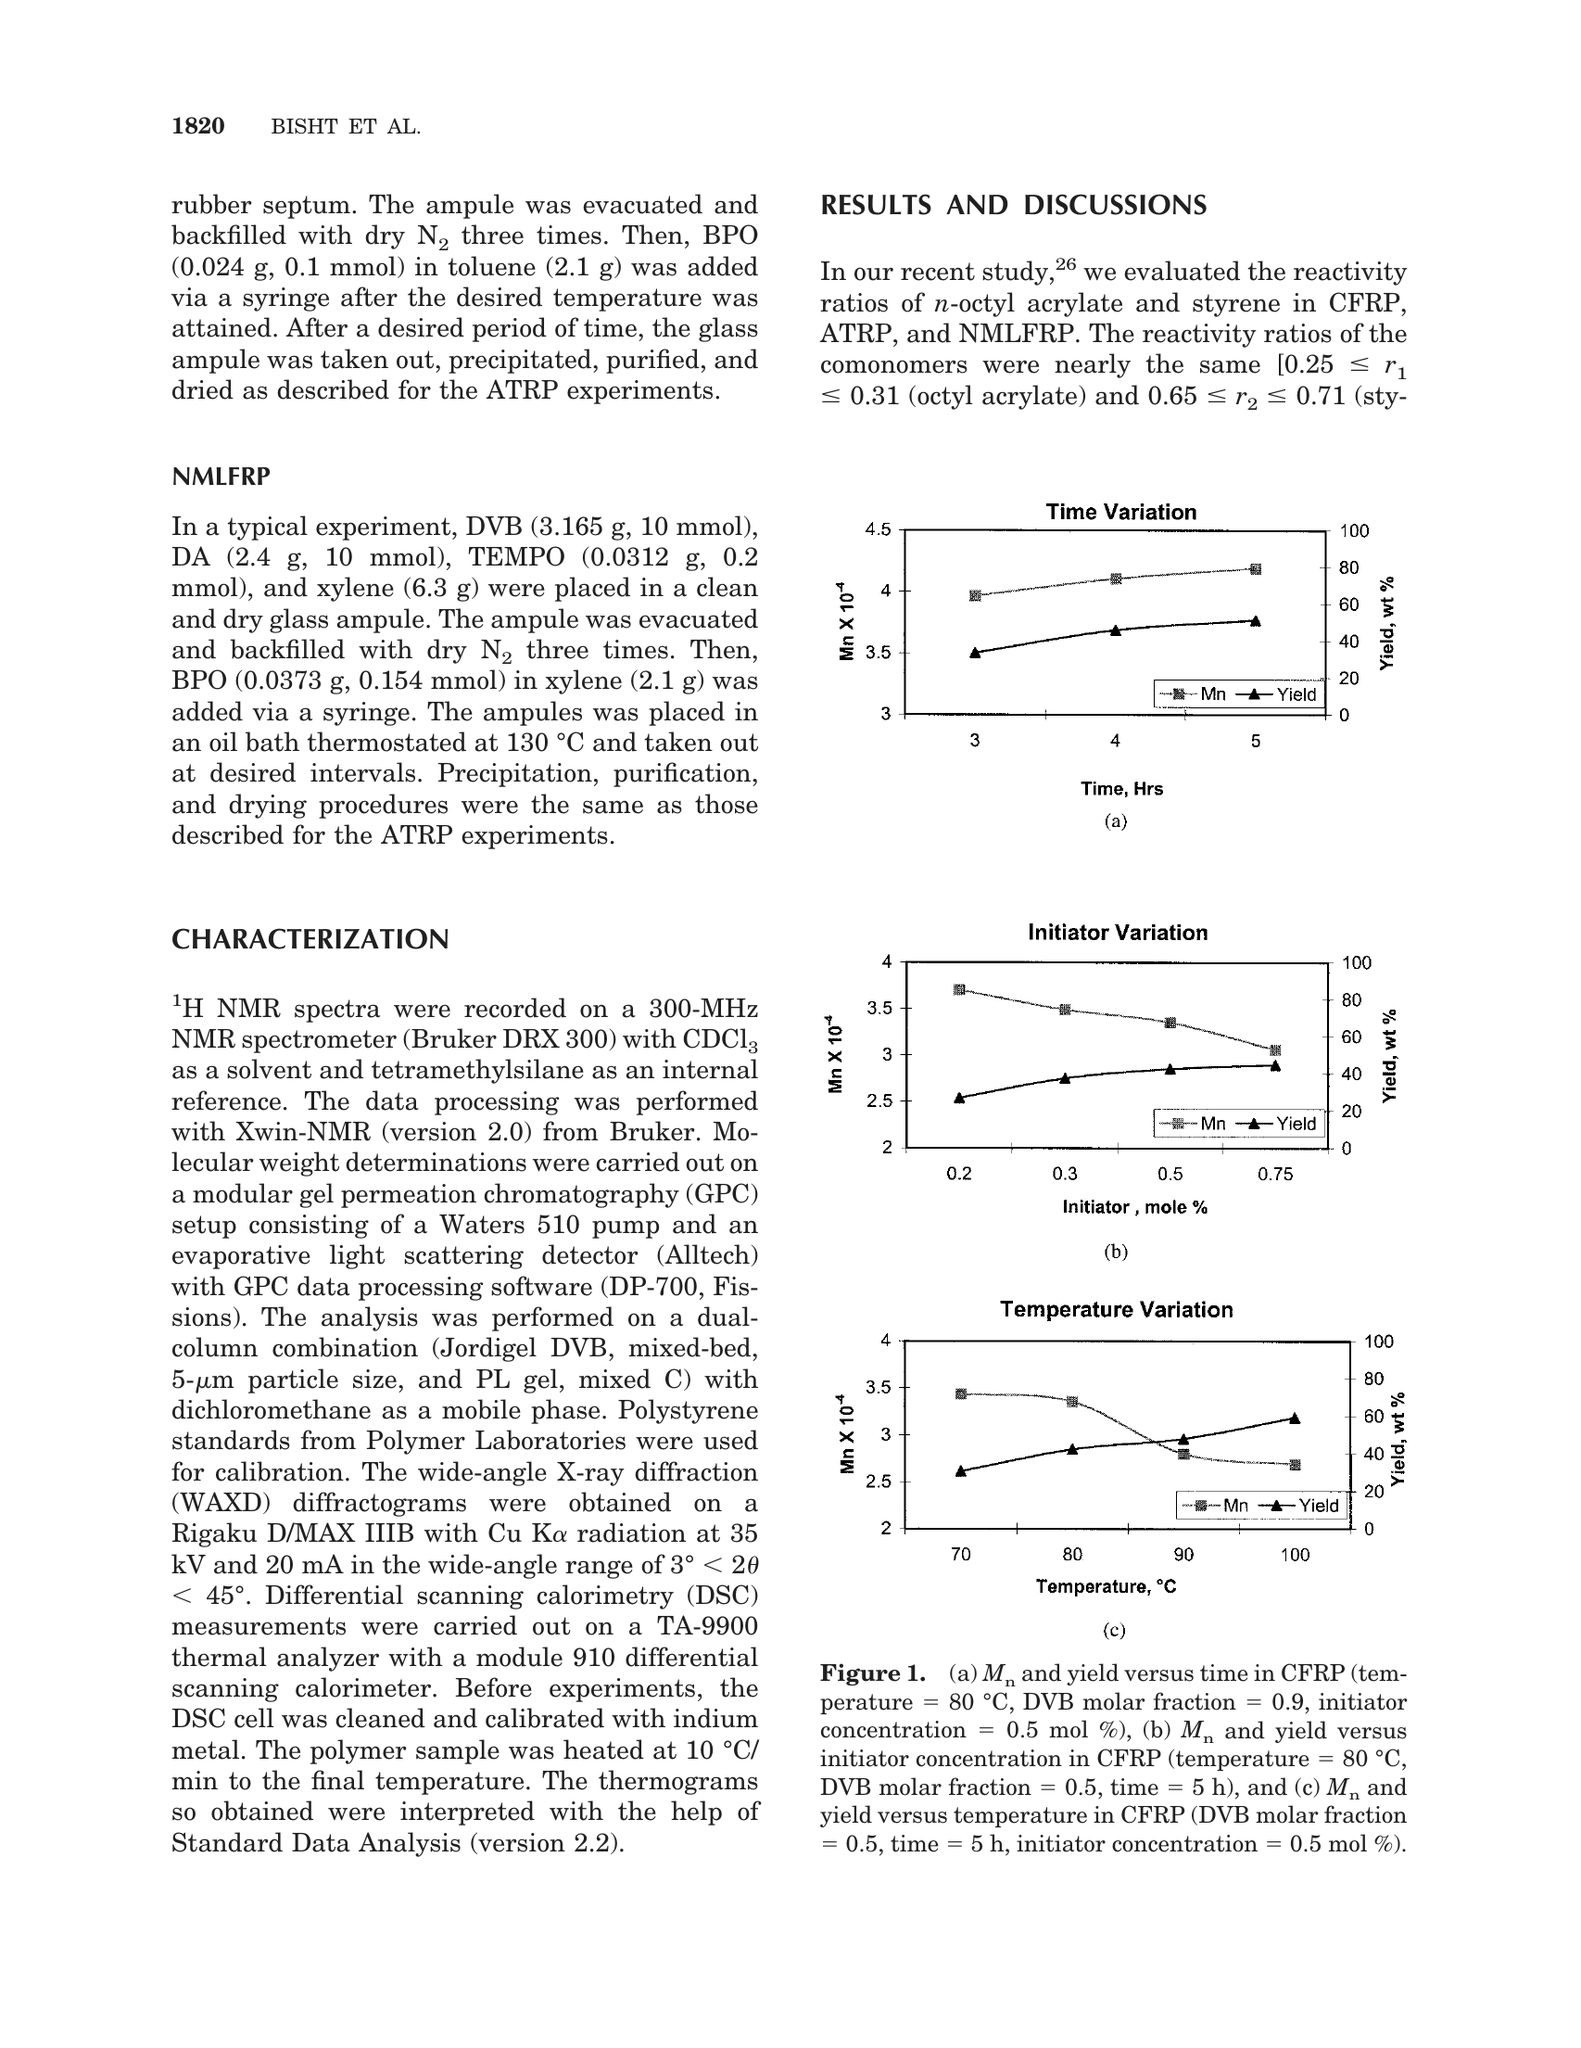 1820 BISHT ET AL.
rubber septum. The ampule was evacuated and
backfilled with dry N₂ three times. Then, BPO
(0.024 g, 0.1 mmol) in toluene (2.1 g) was added
via a syringe after the desired temperature was
attained. After a desired period of time, the glass
ampule was taken out, precipitated, purified, and
dried as described for the ATRP experiments.
NMLFRP
In a typical experiment, DVB (3.165 g, 10 mmol),
DA (2.4 g, 10 mmol), TEMPO (0.0312 g, 0.2
mmol), and xylene (6.3 g) were placed in a clean
and dry glass ampule. The ampule was evacuated
and backfilled with dry N₂ three times. Then,
BPO (0.0373 g, 0.154 mmol) in xylene (2.1 g) was
added via a syringe. The ampules was placed in
an oil bath thermostated at 130 °C and taken out
at desired intervals. Precipitation, purification,
and drying procedures were the same as those
described for the ATRP experiments.
CHARACTERIZATION
¹H NMR spectra were recorded on a 300-MHz
NMR spectrometer (Bruker DRX 300) with CDCl₃
as a solvent and tetramethylsilane as an internal
reference. The data processing was performed
with Xwin-NMR (version 2.0) from Bruker. Mo-
lecular weight determinations were carried out on
a modular gel permeation chromatography (GPC)
setup consisting of a Waters 510 pump and an
evaporative light scattering detector (Alltech)
with GPC data processing software (DP-700, Fis-
sions). The analysis was performed on a dual-
column combination (Jordigel DVB, mixed-bed,
5-μm particle size, and PL gel, mixed C) with
dichloromethane as a mobile phase. Polystyrene
standards from Polymer Laboratories were used
for calibration. The wide-angle X-ray diffraction
(WAXD) diffractograms were obtained on a
Rigaku D/MAX IIIB with Cu Kα radiation at 35
kV and 20 mA in the wide-angle range of 3° < 2θ
< 45°. Differential scanning calorimetry (DSC)
measurements were carried out on a TA-9900
thermal analyzer with a module 910 differential
scanning calorimeter. Before experiments, the
DSC cell was cleaned and calibrated with indium
metal. The polymer sample was heated at 10 °C/
min to the final temperature. The thermograms
so obtained were interpreted with the help of
Standard Data Analysis (version 2.2).
RESULTS AND DISCUSSIONS
In our recent study,²⁶ we evaluated the reactivity
ratios of n-octyl acrylate and styrene in CFRP,
ATRP, and NMLFRP. The reactivity ratios of the
comonomers were nearly the same [0.25 ≤ r₁
≤ 0.31 (octyl acrylate) and 0.65 ≤ r₂ ≤ 0.71 (sty-
Time Variation
4.5
4
3.5
3
Mn X 10⁻⁴
100
80
60
40
20
0
Yield, wt %
Mn Yield
3 4 5
Time, Hrs
(a)
Initiator Variation
4
3.5
3
2.5
2
Mn X 10⁻⁴
100
80
60
40
20
0
Yield, wt %
Mn Yield
0.2 0.3 0.5 0.75
Initiator , mole %
(b)
Temperature Variation
4
3.5
3
2.5
2
Mn X 10⁻⁴
100
80
60
40
20
0
Yield, wt %
Mn Yield
70 80 90 100
Temperature, °C
(c)
Figure 1. (a) Mₙ and yield versus time in CFRP (tem-
perature = 80 °C, DVB molar fraction = 0.9, initiator
concentration = 0.5 mol %), (b) Mₙ and yield versus
initiator concentration in CFRP (temperature = 80 °C,
DVB molar fraction = 0.5, time = 5 h), and (c) Mₙ and
yield versus temperature in CFRP (DVB molar fraction
= 0.5, time = 5 h, initiator concentration = 0.5 mol %).